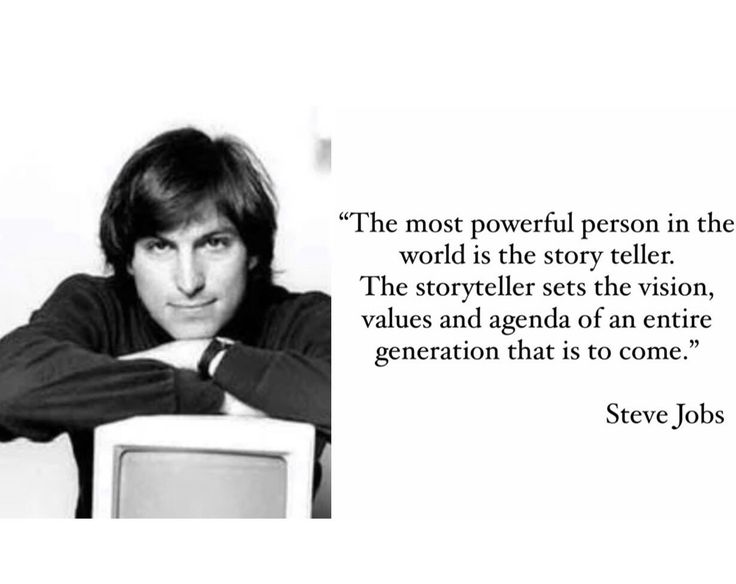 “The most powerful person in the
world is the story teller.
The storyteller sets the vision,
values and agenda of an entire
generation that is to come.”
Steve Jobs